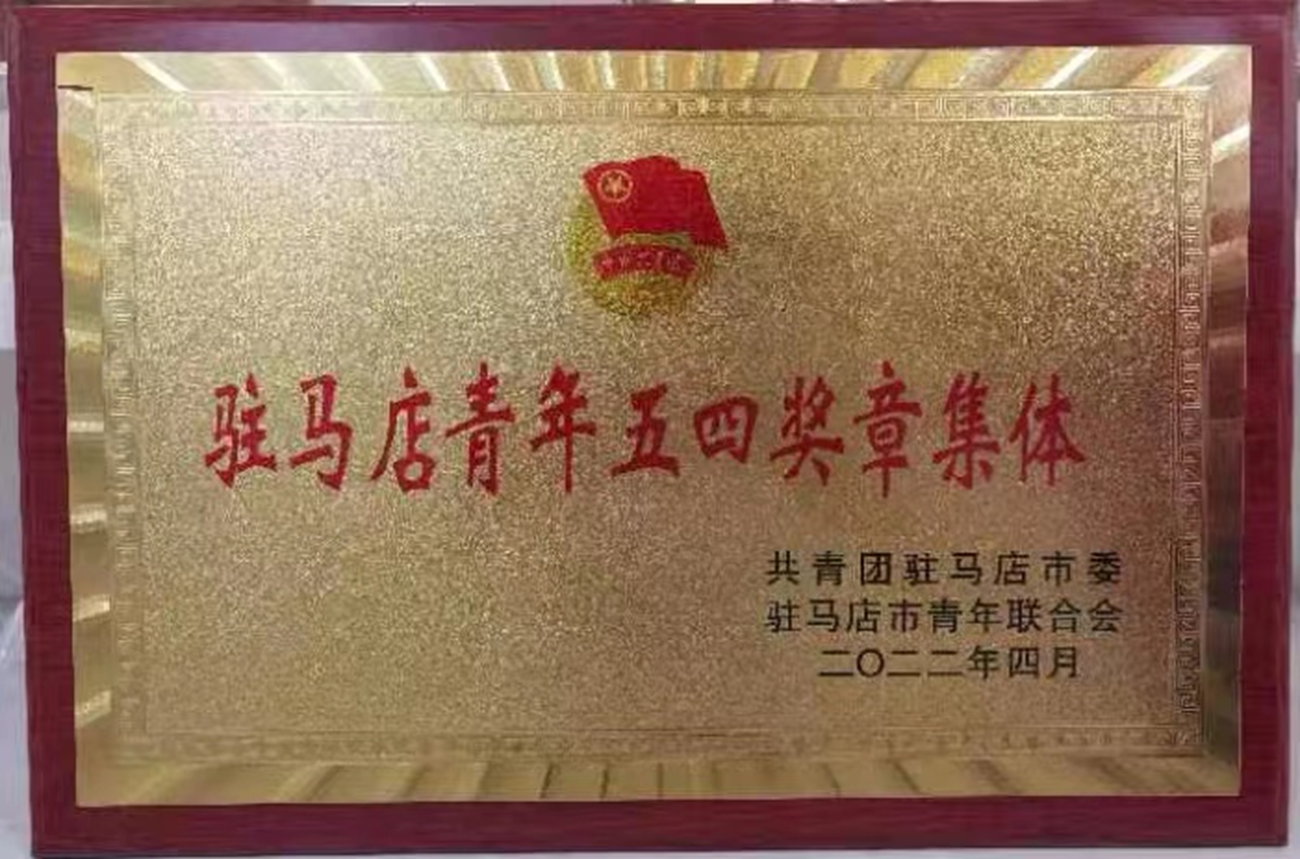 驻马店青年五四奖章集体
共青团驻马店市委
驻马店市青年联合会
二〇二二年四月